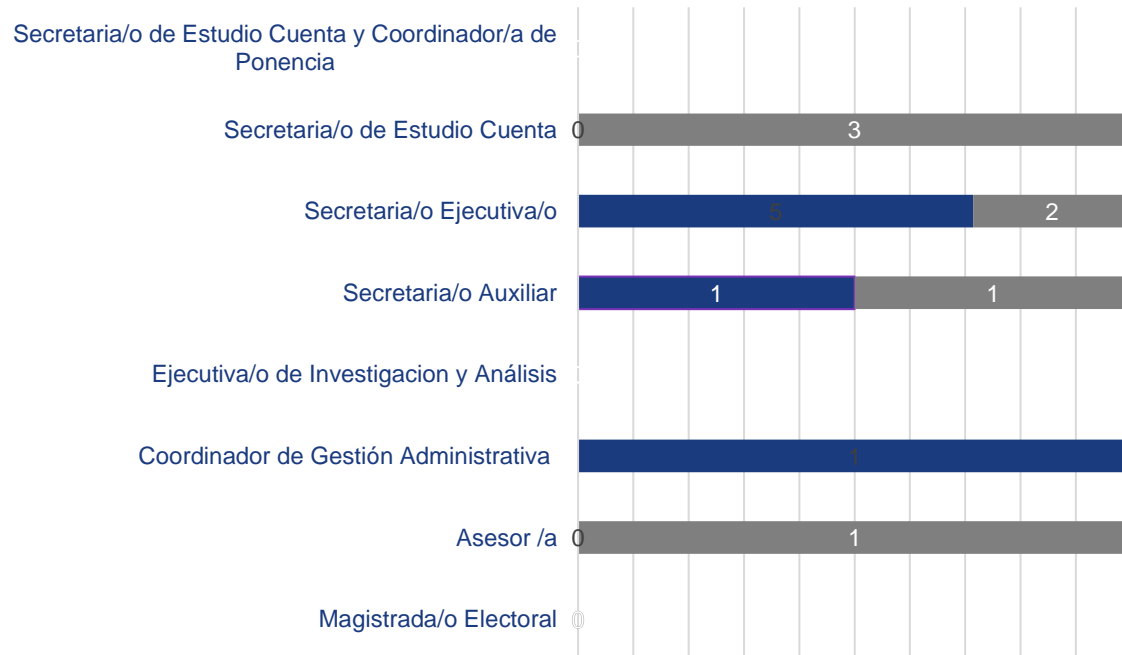 Secretaria/o de Estudio Cuenta y Coordinador/a de
Ponencia
Secretaria/o de Estudio Cuenta 0 3
Secretaria/o Ejecutiva/o 5 2
Secretaria/o Auxiliar 1 1
Ejecutiva/o de Investigacion y Análisis
Coordinador de Gestión Administrativa 1
Asesor /a 0 1
Magistrada/o Electoral 0